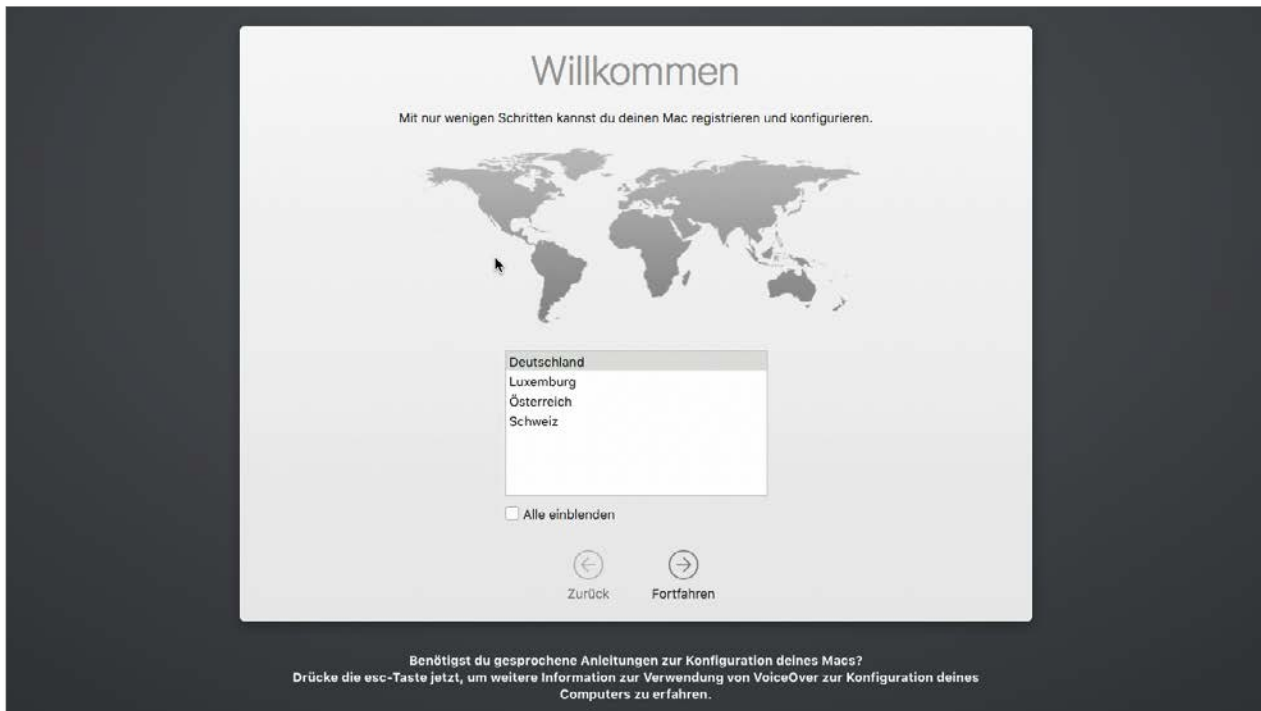 Willkommen
Mit nur wenigen Schritten kannst du deinen Mac registrieren und konfigurieren.
Deutschland
Luxemburg
Österreich
Schweiz
Alle einblenden
Zurück
Fortfahren
Benötigst du gesprochene Anleitungen zur Konfiguration deines Macs?
Drücke die esc-Taste jetzt, um weitere Information zur Verwendung von VoiceOver zur Konfiguration deines
Computers zu erfahren.